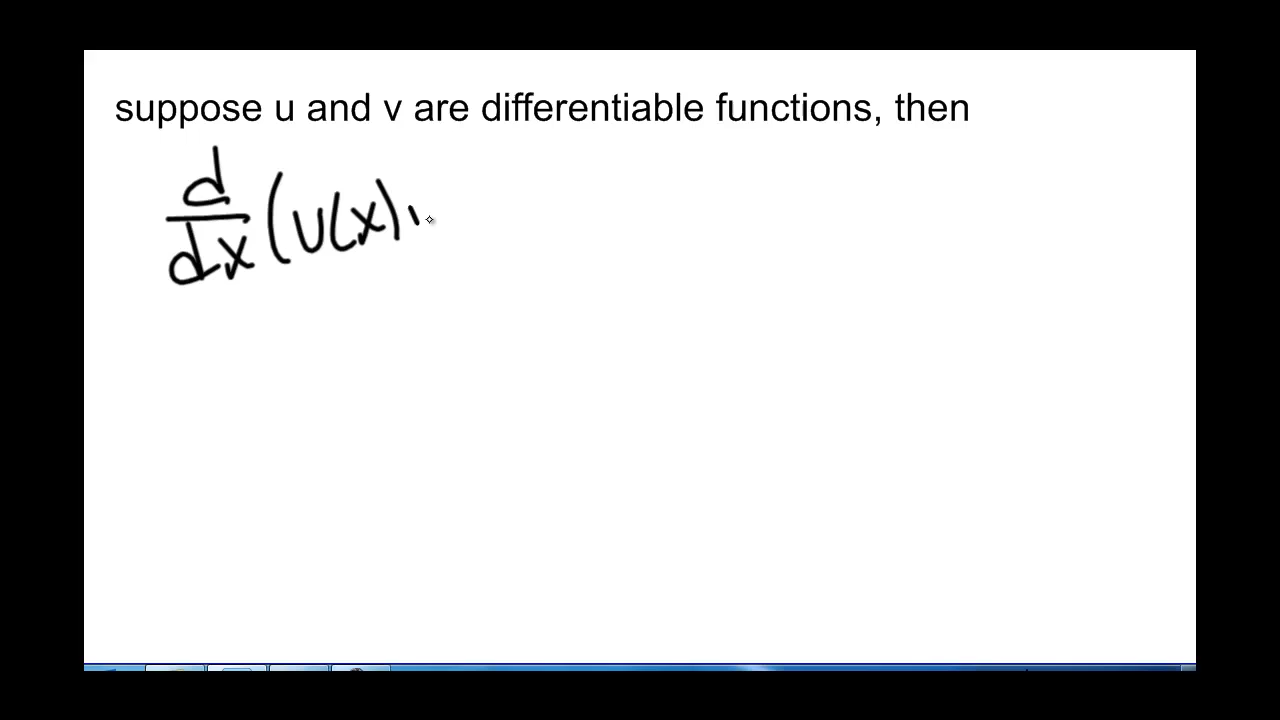 suppose u and v are differentiable functions, then
d
dx (u(x)